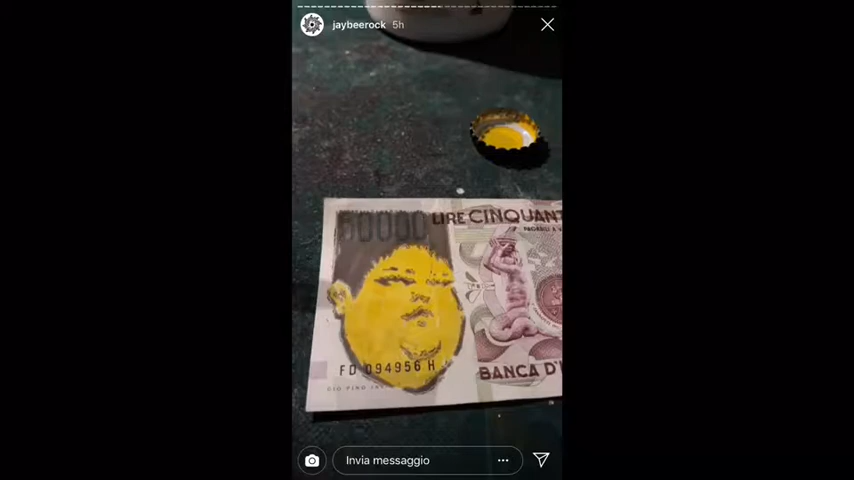 jaybeerock 5h
50000
LIRE CINQUANT
FD 094956 H
BANCA D'I
Invia messaggio